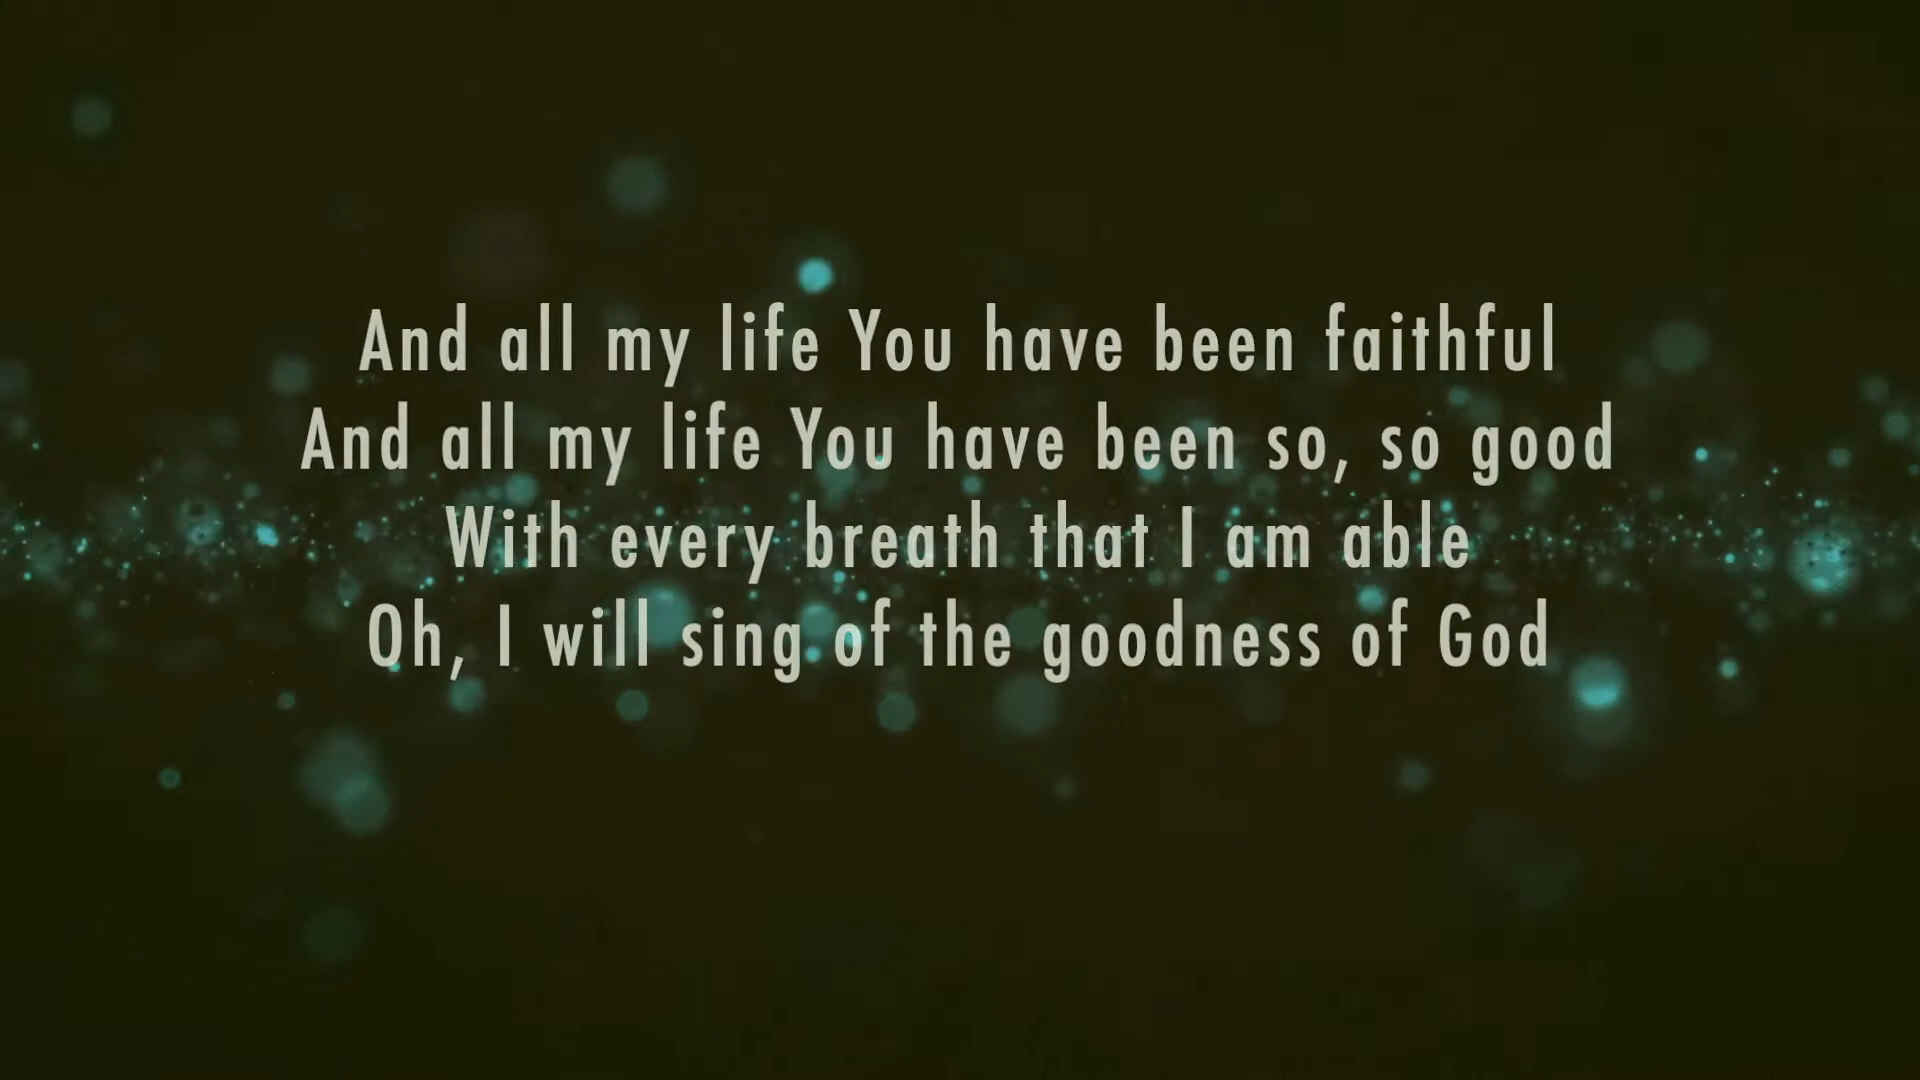 And all my life You have been faithful
And all my life You have been so, so good
With every breath that I am able
Oh, I will sing of the goodness of God